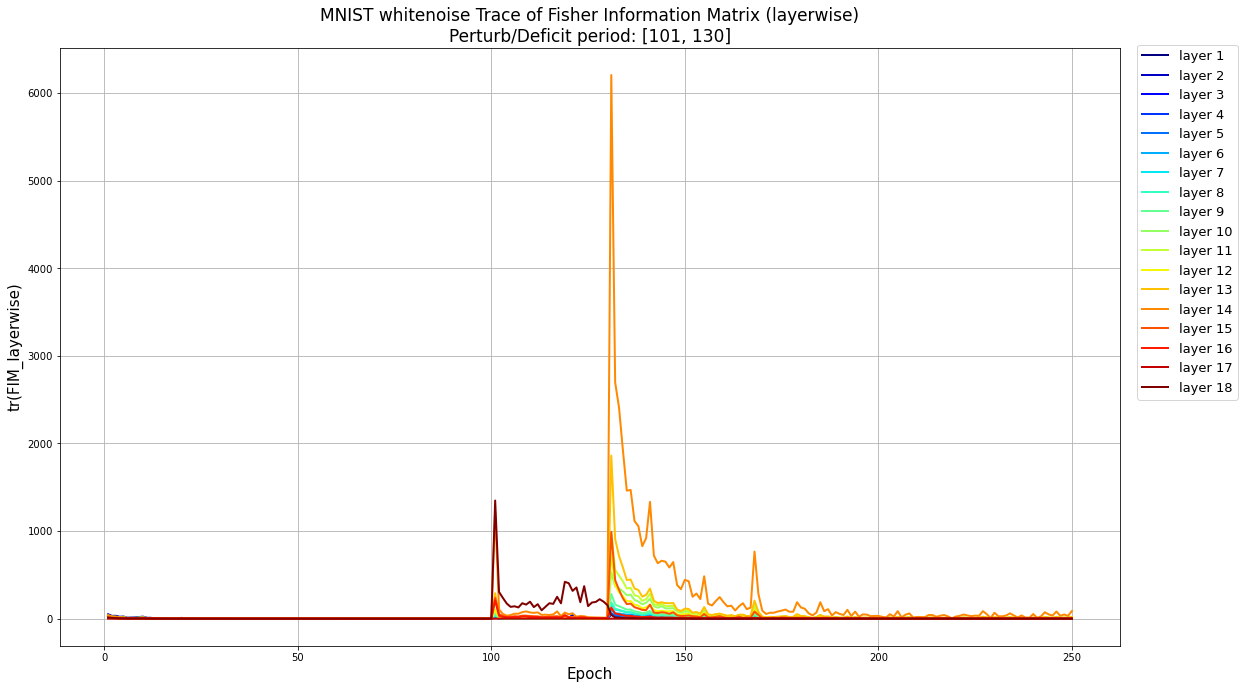 MNIST whitenoise Trace of Fisher Information Matrix (layerwise)
Perturb/Deficit period: [101, 130]
tr(FIM_layerwise)
6000
5000
4000
3000
2000
1000
0
0
50
100
150
200
250
Epoch
layer 1
layer 2
layer 3
layer 4
layer 5
layer 6
layer 7
layer 8
layer 9
layer 10
layer 11
layer 12
layer 13
layer 14
layer 15
layer 16
layer 17
layer 18